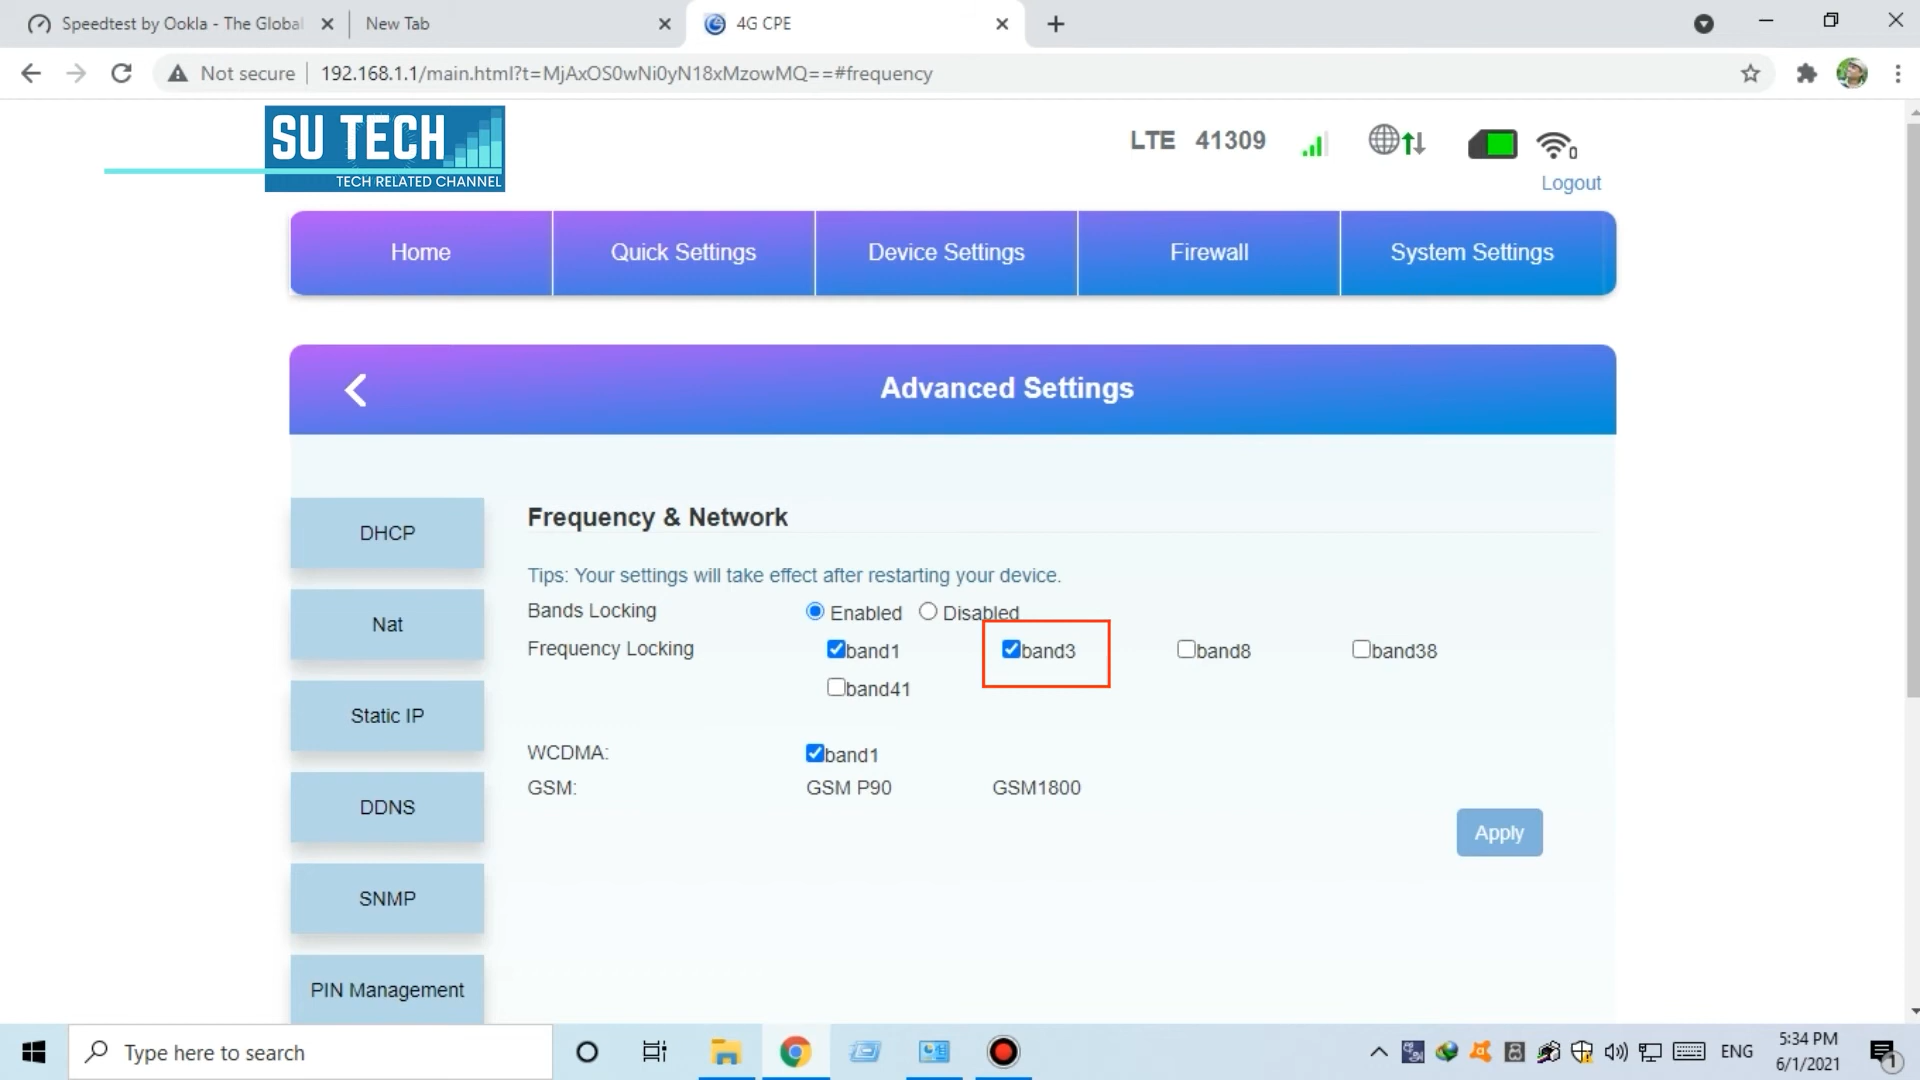 Speedtest by Ookla - The Global
New Tab
4G CPE
Not secure
192.168.1.1/main.html?t=MjAxOS0wNi0yN18xMzowMQ==#frequency
SU TECH
TECH RELATED CHANNEL
LTE 41309
0
Logout
Home
Quick Settings
Device Settings
Firewall
System Settings
Advanced Settings
DHCP
Nat
Static IP
DDNS
SNMP
PIN Management
Frequency & Network
Tips: Your settings will take effect after restarting your device.
Bands Locking Enabled Disabled
Frequency Locking band1 band3 band8 band38
band41
WCDMA: band1
GSM: GSM P90 GSM1800
Apply
Type here to search
ENG
5:34 PM
6/1/2021
1